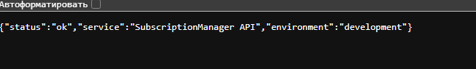 Автоформатировать
{"status":"ok","service":"SubscriptionManager API","environment":"development"}